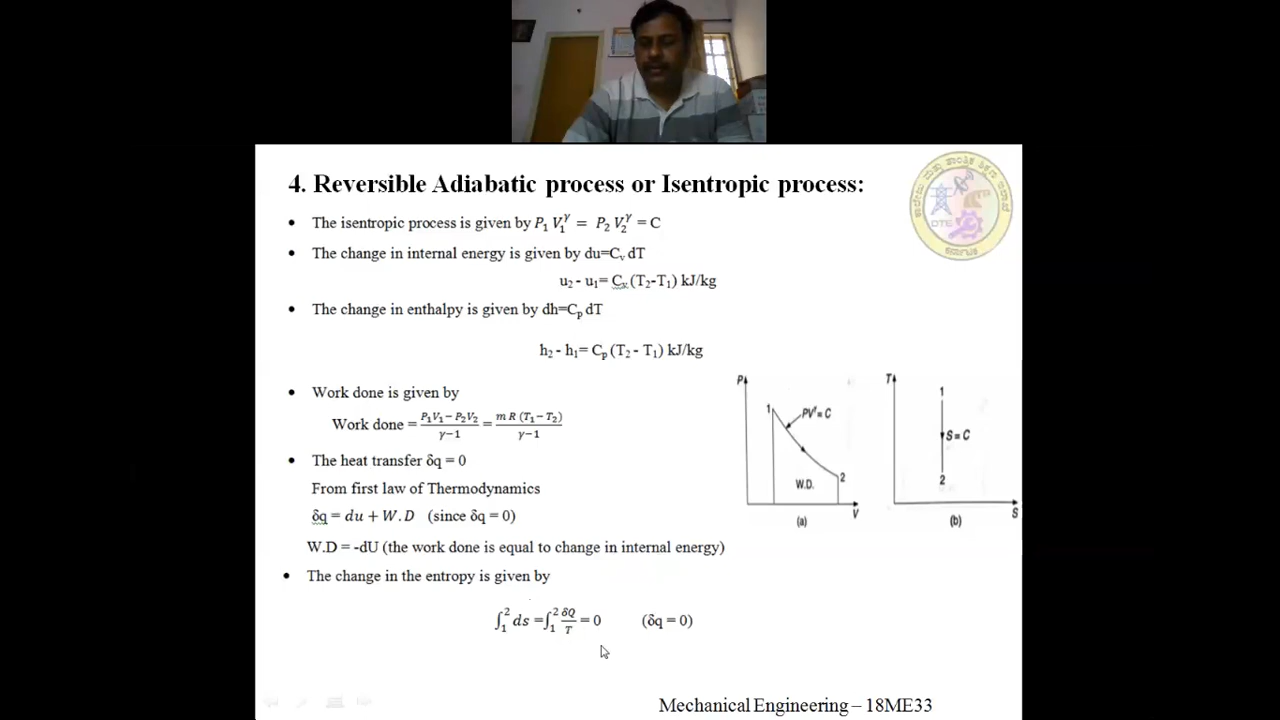 4. Reversible Adiabatic process or Isentropic process:
• The isentropic process is given by P₁ V₁^γ = P₂ V₂^γ = C
• The change in internal energy is given by du=Cᵥ dT
u₂ - u₁= Cᵥ (T₂-T₁) kJ/kg
• The change in enthalpy is given by dh=Cₚ dT
h₂ - h₁= Cₚ (T₂ - T₁) kJ/kg
• Work done is given by
Work done = (P₁V₁ − P₂V₂)/(γ−1) = (m R (T₁−T₂))/(γ−1)
• The heat transfer δq = 0
From first law of Thermodynamics
δq = du + W.D (since δq = 0)
W.D = -dU (the work done is equal to change in internal energy)
• The change in the entropy is given by
∫₁² ds =∫₁² δQ/T = 0 (δq = 0)
P
1
PVᵞ=C
2
W.D.
V
(a)
T
1
S=C
2
S
(b)
DTE
Mechanical Engineering – 18ME33